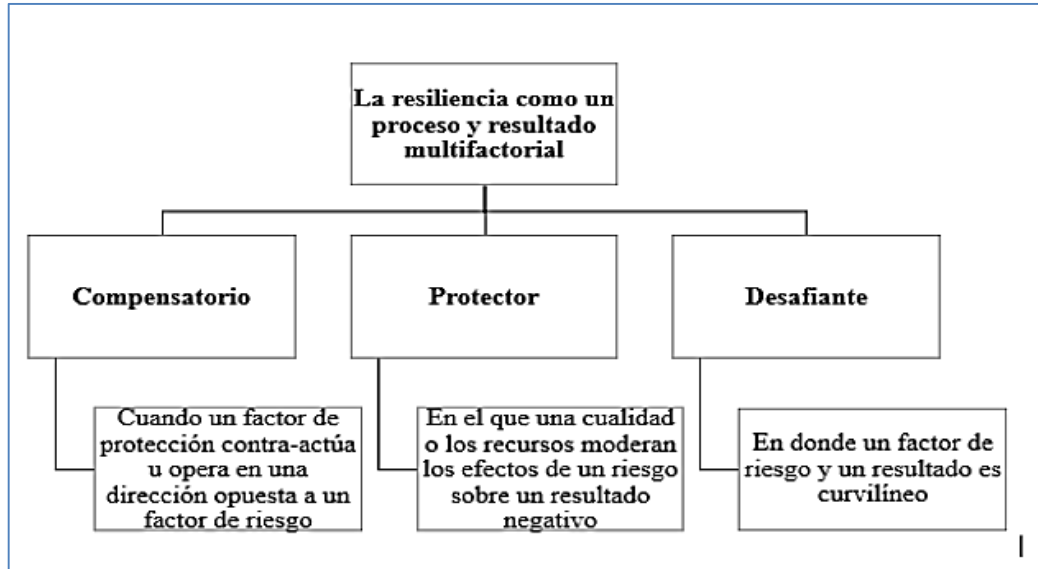 La resiliencia como un
proceso y resultado
multifactorial
Compensatorio
Protector
Desafiante
Cuando un factor de
protección contra-actúa
u opera en una
dirección opuesta a un
factor de riesgo
En el que una cualidad
o los recursos moderan
los efectos de un riesgo
sobre un resultado
negativo
En donde un factor de
riesgo y un resultado es
curvilíneo